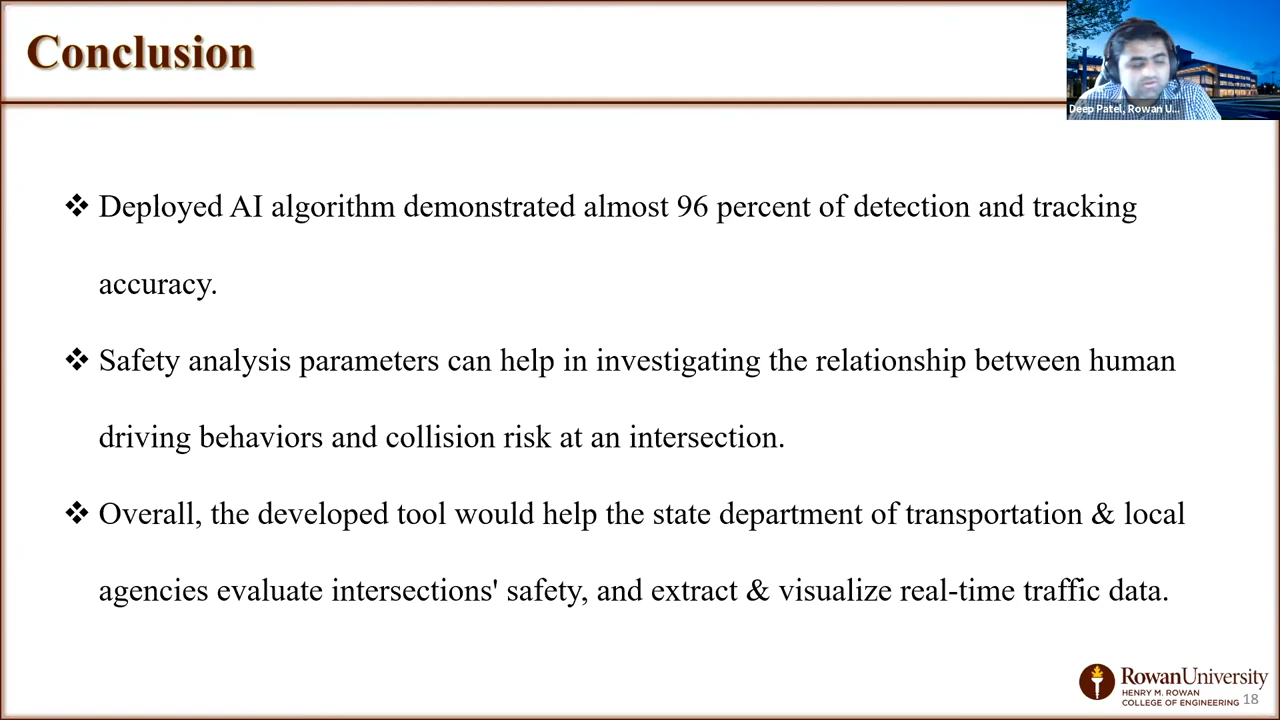 Conclusion
Deep Patel, Rowan U...
❖ Deployed AI algorithm demonstrated almost 96 percent of detection and tracking
accuracy.
❖ Safety analysis parameters can help in investigating the relationship between human
driving behaviors and collision risk at an intersection.
❖ Overall, the developed tool would help the state department of transportation & local
agencies evaluate intersections' safety, and extract & visualize real-time traffic data.
RowanUniversity
HENRY M. ROWAN
COLLEGE OF ENGINEERING
18